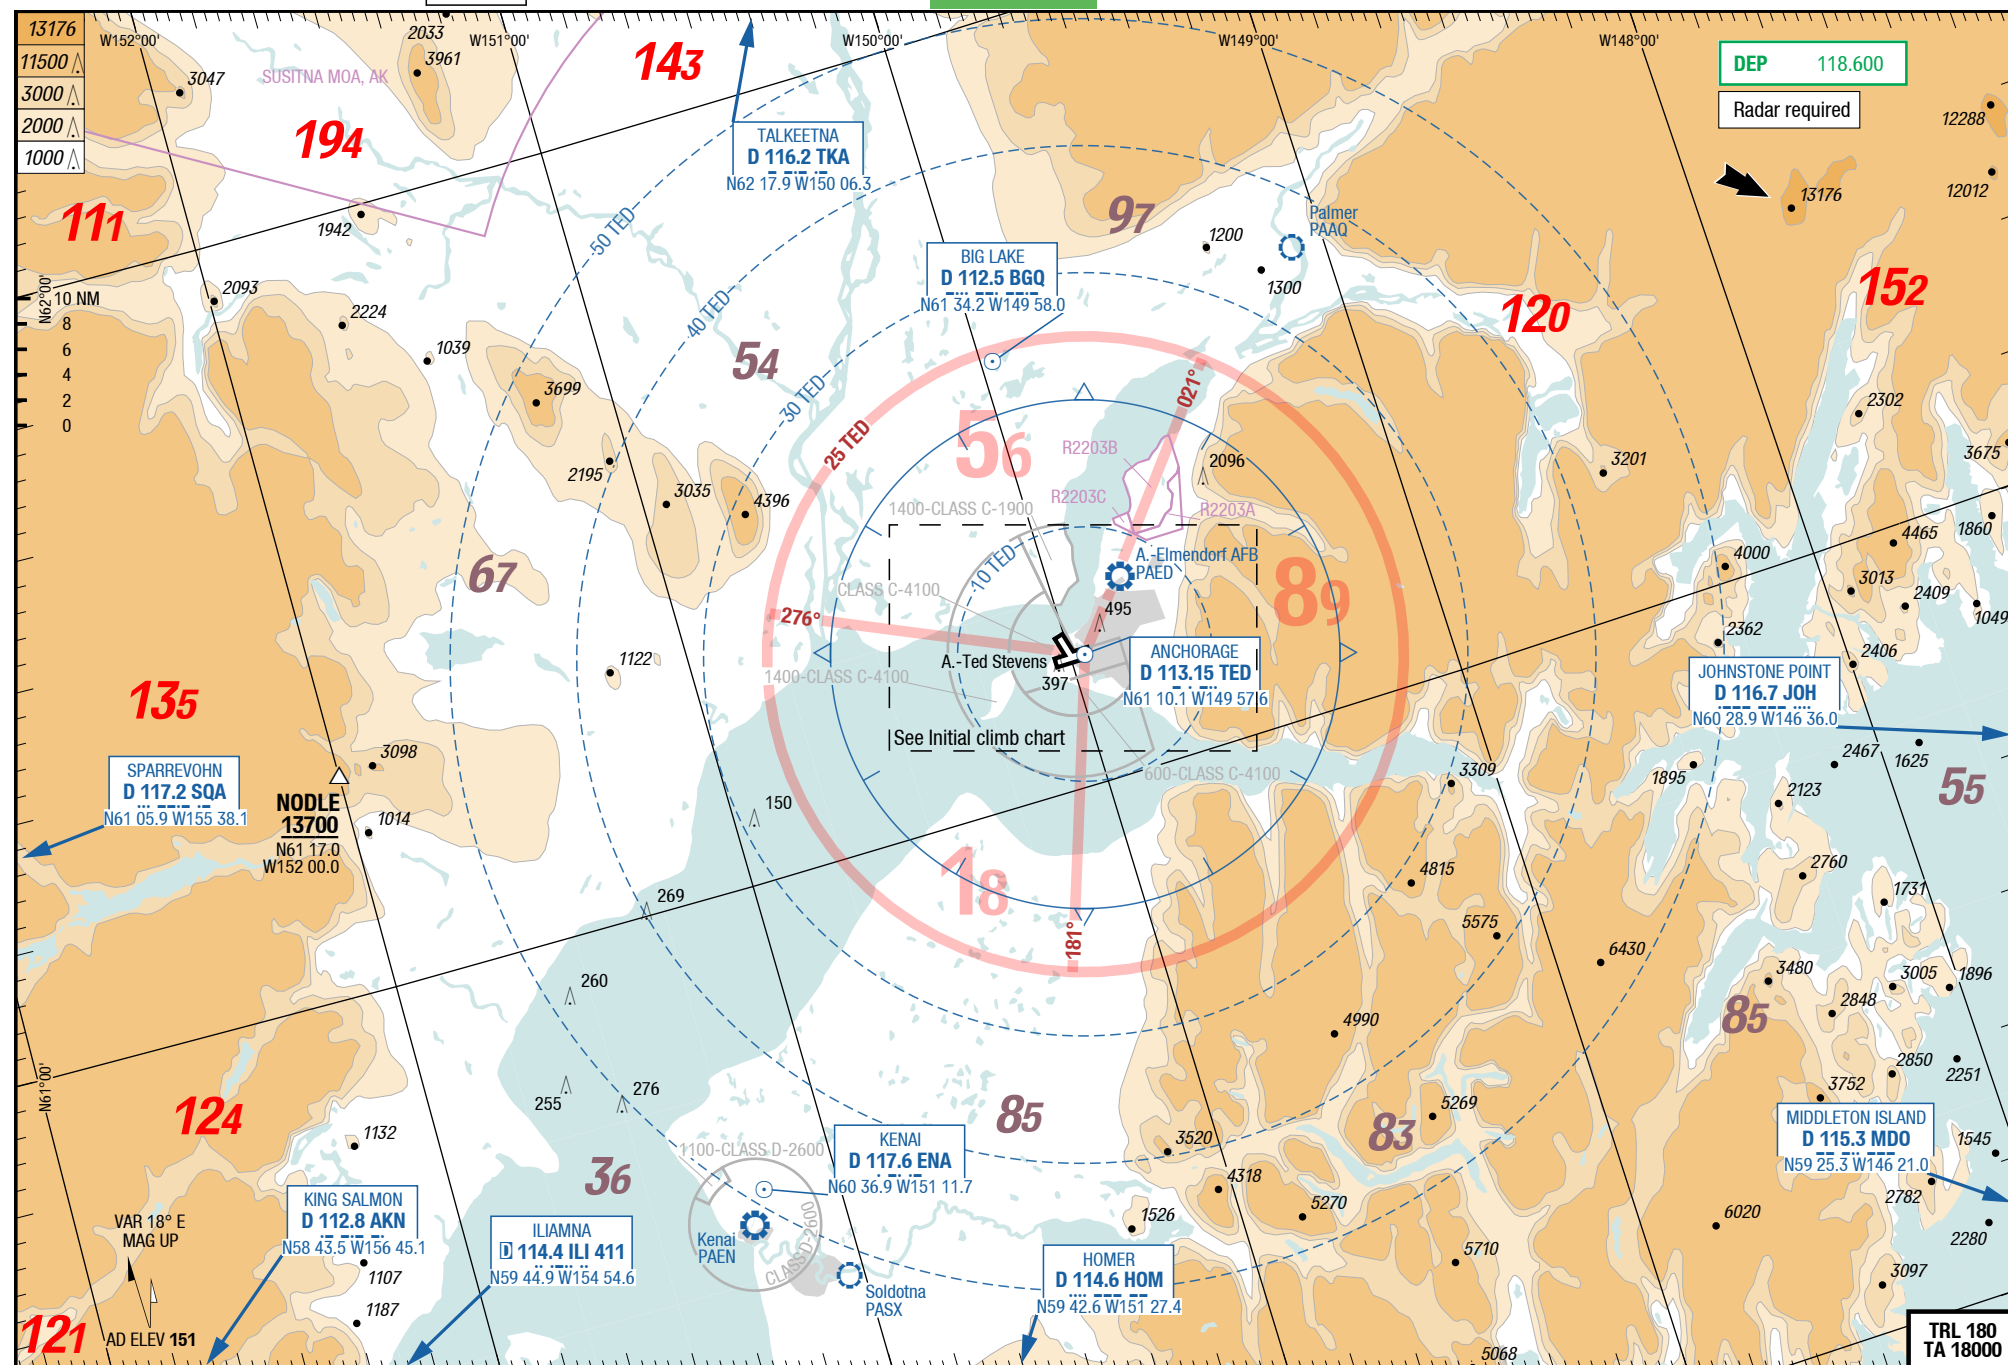 13176
11500
3000
2000
1000
W152°00'
W151°00'
W150°00'
W149°00'
W148°00'
2033
3961
3047
SUSITNA MOA, AK
143
194
111
1942
DEP 118.600
Radar required
12288
13176
12012
TALKEETNA
D 116.2 TKA
N62 17.9 W150 06.3
97
Palmer
PAAQ
1200
1300
50 TED
BIG LAKE
D 112.5 BGQ
N61 34.2 W149 58.0
152
120
N62°00'
10 NM
8
6
4
2
0
2093
2224
1039
40 TED
54
30 TED
3699
25 TED
56
021°
2302
3675
R2203B
2096
3201
2195
3035
4396
R2203C
R2203A
1400-CLASS C-1900
4465
1860
4000
67
10 TED
A.-Elmendorf AFB
PAED
CLASS C-4100
89
3013
2409
1049
276°
495
2362
2406
A.-Ted Stevens
397
ANCHORAGE
D 113.15 TED
N61 10.1 W149 57.6
1122
1400-CLASS C-4100
JOHNSTONE POINT
D 116.7 JOH
N60 28.9 W146 36.0
135
See Initial climb chart
3098
SPARREVOHN
D 117.2 SQA
N61 05.9 W155 38.1
NODLE
13700
N61 17.0
W152 00.0
1014
600-CLASS C-4100
3309
1895
2467
1625
2123
55
150
18
4815
2760
1731
269
181°
5575
6430
3480
3005
1896
2848
260
4990
85
N61°00'
255
276
2850
2251
3752
124
1132
85
83
5269
MIDDLETON ISLAND
D 115.3 MDO
N59 25.3 W146 21.0
1545
1100-CLASS D-2600
KENAI
D 117.6 ENA
N60 36.9 W151 11.7
3520
36
4318
2782
KING SALMON
D 112.8 AKN
N58 43.5 W156 45.1
ILIAMNA
D 114.4 ILI 411
N59 44.9 W154 54.6
VAR 18° E
MAG UP
Kenai
PAEN
CLASS D-2600
1526
5270
6020
2280
HOMER
D 114.6 HOM
N59 42.6 W151 27.4
5710
1107
Soldotna
PASX
3097
1187
121
AD ELEV 151
5068
TRL 180
TA 18000